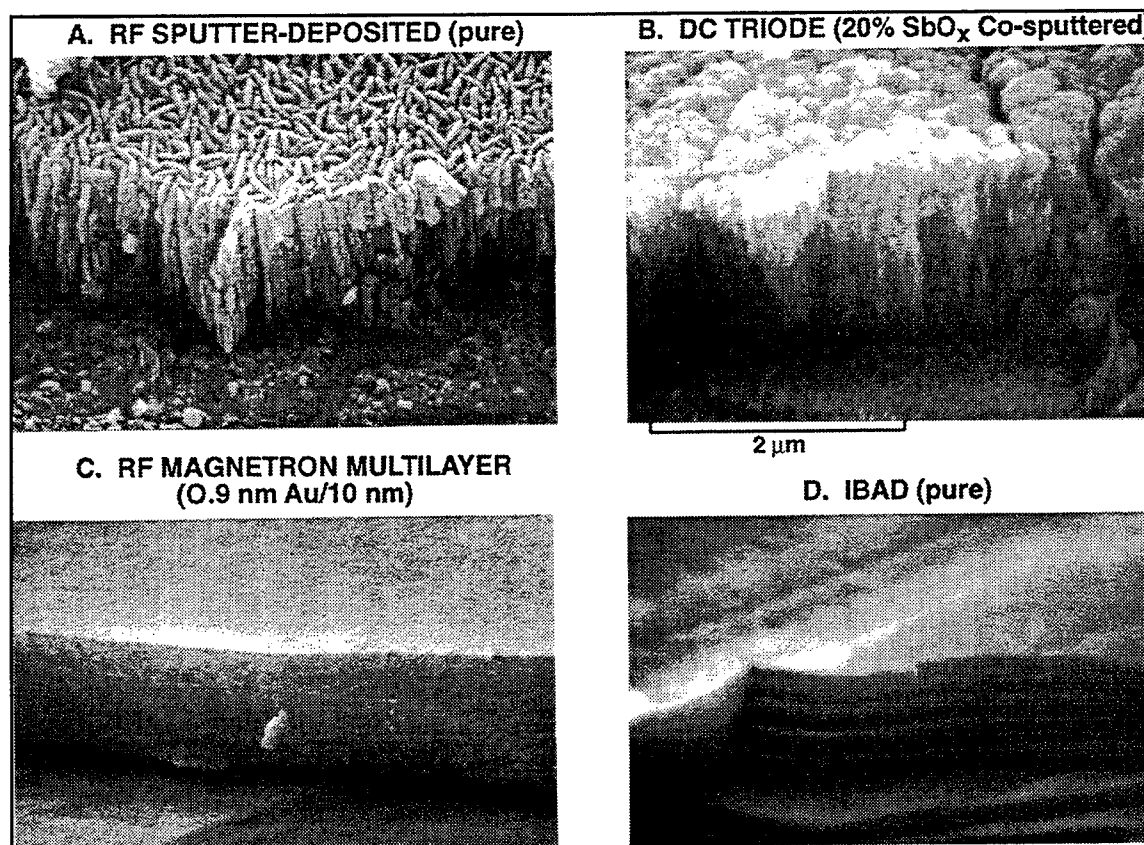 A. RF SPUTTER-DEPOSITED (pure)
B. DC TRIODE (20% SbOx Co-sputtered)
2 μm
C. RF MAGNETRON MULTILAYER
(O.9 nm Au/10 nm)
D. IBAD (pure)